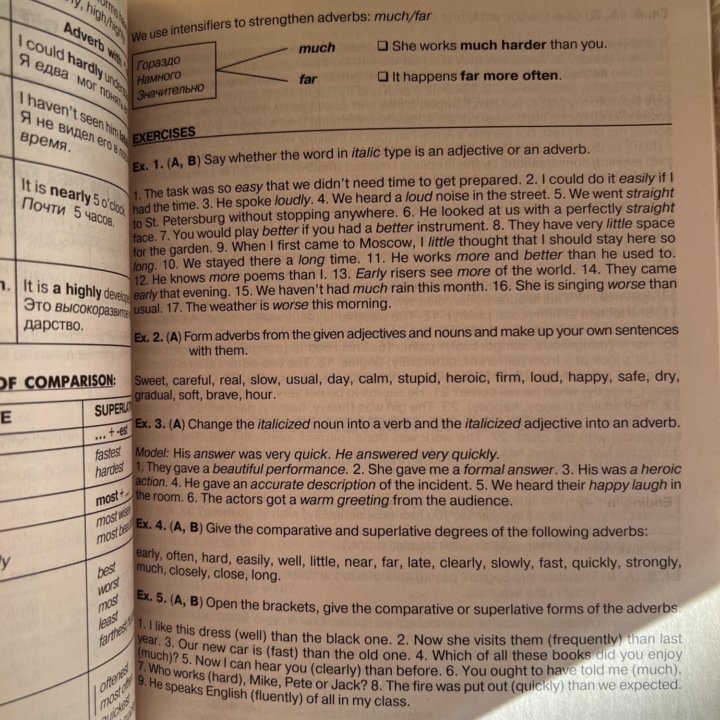 Adverb with
I could hardly
Я едва мог понять
I haven't seen him
Я не видел его в
время.
It is nearly 5 o'clock
Почти 5 часов.
It is a highly
Это
дарство.
OF COMPARISON:
... + -est
fastest
hardest
most +
most
most
best
worst
most
least
oftenest
most often
We use intensifiers to strengthen adverbs: much/far
Гораздо
Намного
Значительно
much
❑ She works much harder than you.
far
❑ It happens far more often.
EXERCISES
Ex. 1. (A, B) Say whether the word in italic type is an adjective or an adverb.
1. The task was so easy that we didn't need time to get prepared. 2. I could do it easily if I
had the time. 3. He spoke loudly. 4. We heard a loud noise in the street. 5. We went straight
to St. Petersburg without stopping anywhere. 6. He looked at us with a perfectly straight
face. 7. You would play better if you had a better instrument. 8. They have very little space
for the garden. 9. When I first came to Moscow, I little thought that I should stay here so
long. 10. We stayed there a long time. 11. He works more and better than he used to.
12. He knows more poems than I. 13. Early risers see more of the world. 14. They came
early that evening. 15. We haven't had much rain this month. 16. She is singing worse than
usual. 17. The weather is worse this morning.
Ex. 2. (A) Form adverbs from the given adjectives and nouns and make up your own sentences
with them.
Sweet, careful, real, slow, usual, day, calm, stupid, heroic, firm, loud, happy, safe, dry,
gradual, soft, brave, hour.
Ex. 3. (A) Change the italicized noun into a verb and the italicized adjective into an adverb.
Model: His answer was very quick. He answered very quickly.
1. They gave a beautiful performance. 2. She gave me a formal answer. 3. His was a heroic
action. 4. He gave an accurate description of the incident. 5. We heard their happy laugh in
the room. 6. The actors got a warm greeting from the audience.
Ex. 4. (A, B) Give the comparative and superlative degrees of the following adverbs:
early, often, hard, easily, well, little, near, far, late, clearly, slowly, fast, quickly, strongly,
much, closely, close, long.
Ex. 5. (A, B) Open the brackets, give the comparative or superlative forms of the adverbs.
1. I like this dress (well) than the black one. 2. Now she visits them (frequently) than last
year. 3. Our new car is (fast) than the old one. 4. Which of all these books did you enjoy
(much)? 5. Now I can hear you (clearly) than before. 6. You ought to have told me (much).
7. Who works (hard), Mike, Pete or Jack? 8. The fire was put out (quickly) than we expected.
9. He speaks English (fluently) of all in my class.